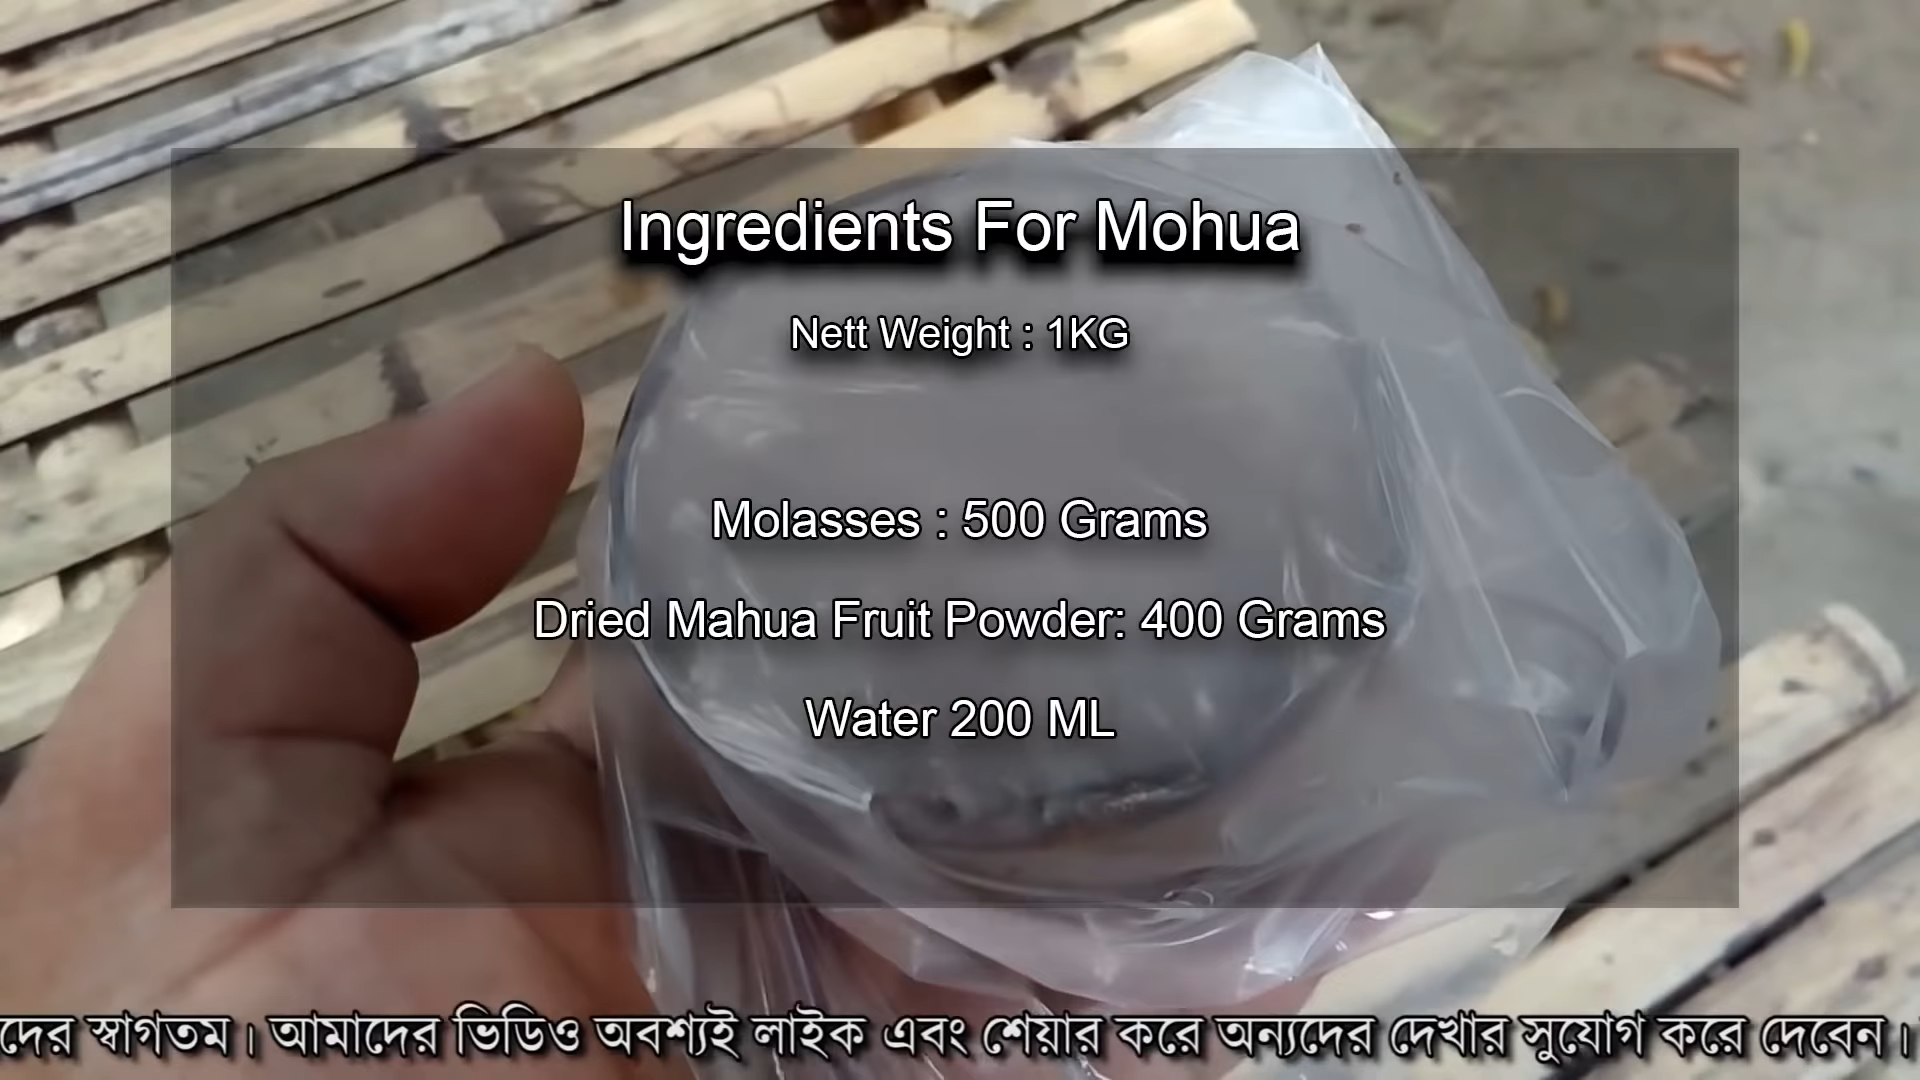 Ingredients For Mohua
Nett Weight : 1KG
Molasses : 500 Grams
Dried Mahua Fruit Powder: 400 Grams
Water 200 ML
দের স্বাগতম। আমাদের ভিডিও অবশ্যই লাইক এবং শেয়ার করে অন্যদের দেখার সুযোগ করে দেবেন।